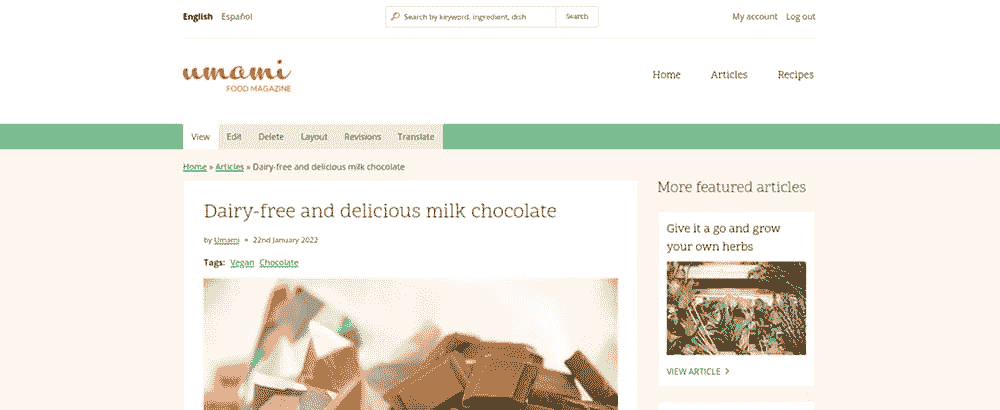 English Español
Search by keyword, ingredient, dish Search
My account Log out
umami
FOOD MAGAZINE
Home Articles Recipes
View Edit Delete Layout Revisions Translate
Home » Articles » Dairy-free and delicious milk chocolate
Dairy-free and delicious milk chocolate
by Umami • 22nd January 2022
Tags: Vegan Chocolate
More featured articles
Give it a go and grow
your own herbs
VIEW ARTICLE >